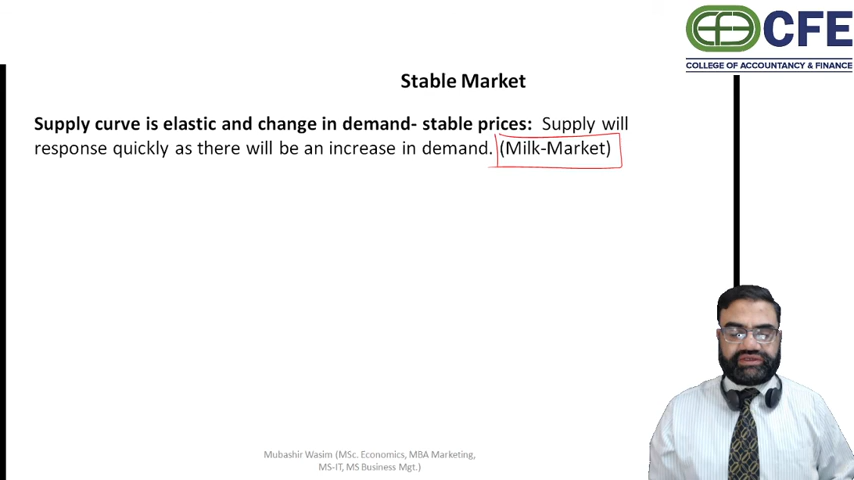 CFE
COLLEGE OF ACCOUNTANCY & FINANCE
Stable Market
Supply curve is elastic and change in demand- stable prices: Supply will
response quickly as there will be an increase in demand. (Milk-Market)
Mubashir Wasim (MSc. Economics, MBA Marketing,
MS-IT, MS Business Mgt.)